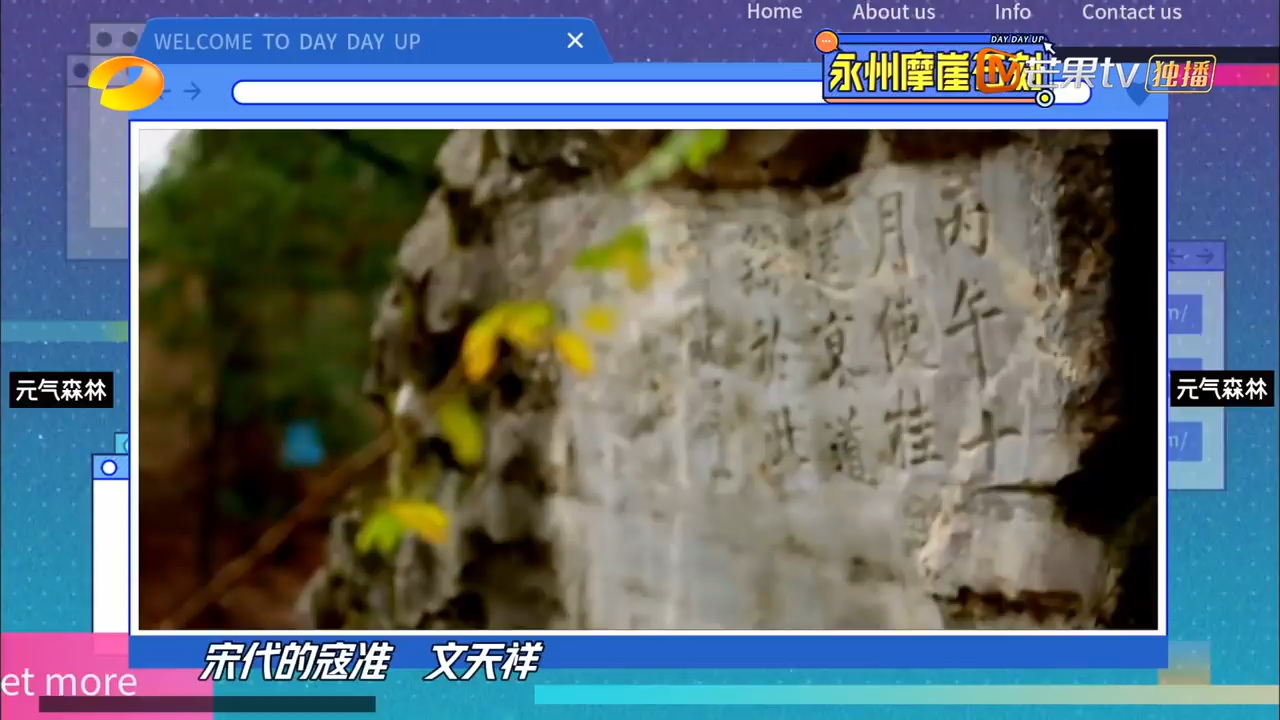 Home About us Info Contact us
WELCOME TO DAY DAY UP
DAY DAY UP
永州摩崖
芒果tv 独播
丙午十
月使桂
道
此
元气森林
元气森林
m/
m/
宋代的寇准 文天祥
et more